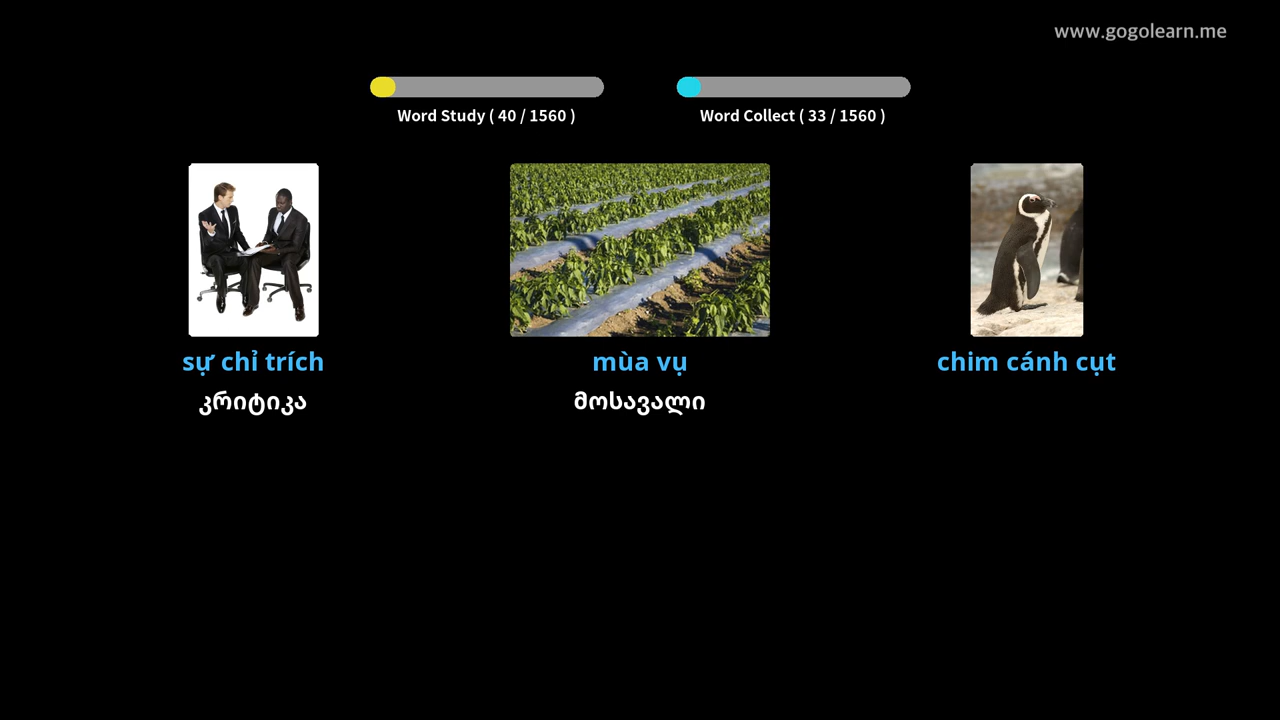 www.gogolearn.me
Word Study ( 40 / 1560 )
Word Collect ( 33 / 1560 )
sự chỉ trích
კრიტიკა
mùa vụ
მოსავალი
chim cánh cụt